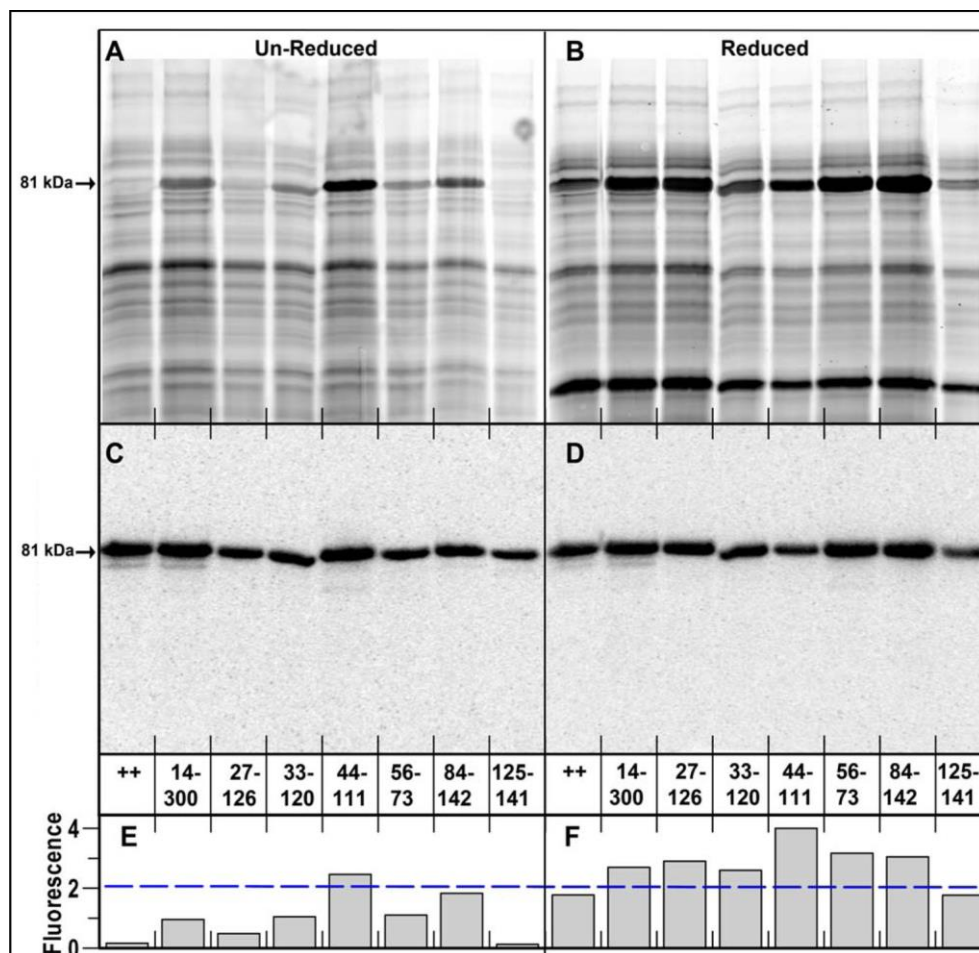 A Un-Reduced B Reduced
81 kDa
C D
81 kDa
++ 14- 27- 33- 44- 56- 84- 125- ++ 14- 27- 33- 44- 56- 84- 125-
300 126 120 111 73 142 141 300 126 120 111 73 142 141
4 E F
2
0
Fluorescence